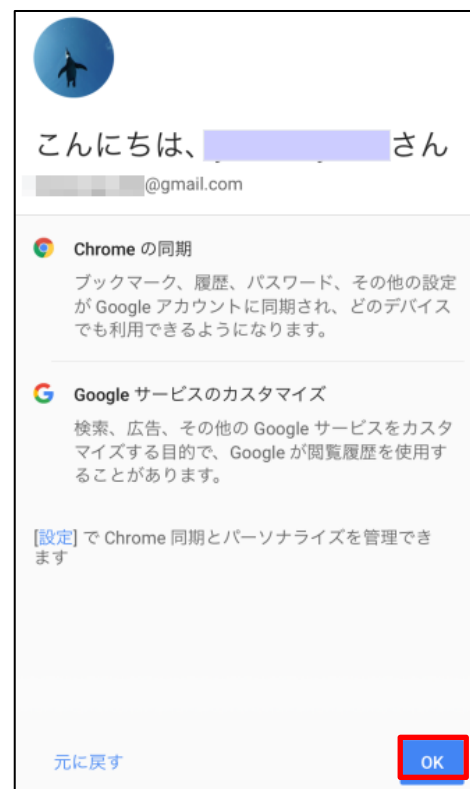 こんにちは、 さん
@gmail.com
Chrome の同期
ブックマーク、履歴、パスワード、その他の設定
が Google アカウントに同期され、どのデバイス
でも利用できるようになります。
Google サービスのカスタマイズ
検索、広告、その他の Google サービスをカスタ
マイズする目的で、Google が閲覧履歴を使用す
ることがあります。
[設定] で Chrome 同期とパーソナライズを管理でき
ます
元に戻す
OK